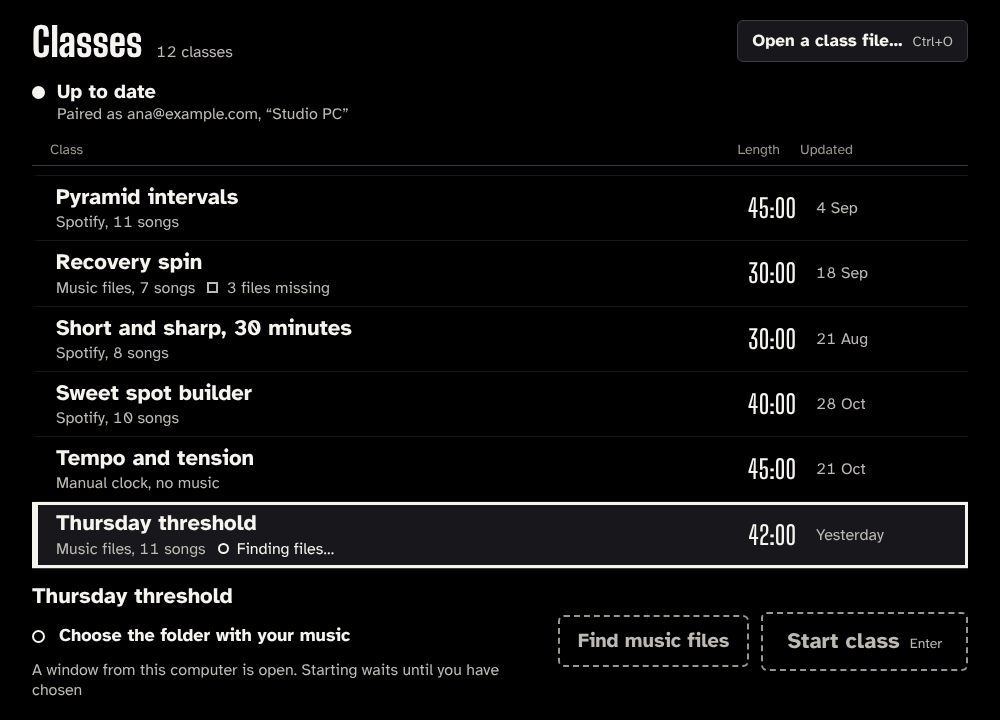 Classes 12 classes
Open a class file... Ctrl+O
Up to date
Paired as ana@example.com, “Studio PC”
Class Length Updated
Pyramid intervals
Spotify, 11 songs
45:00 4 Sep
Recovery spin
Music files, 7 songs 3 files missing
30:00 18 Sep
Short and sharp, 30 minutes
Spotify, 8 songs
30:00 21 Aug
Sweet spot builder
Spotify, 10 songs
40:00 28 Oct
Tempo and tension
Manual clock, no music
45:00 21 Oct
Thursday threshold
Music files, 11 songs Finding files...
42:00 Yesterday
Thursday threshold
Choose the folder with your music
A window from this computer is open. Starting waits until you have
chosen
Find music files
Start class Enter